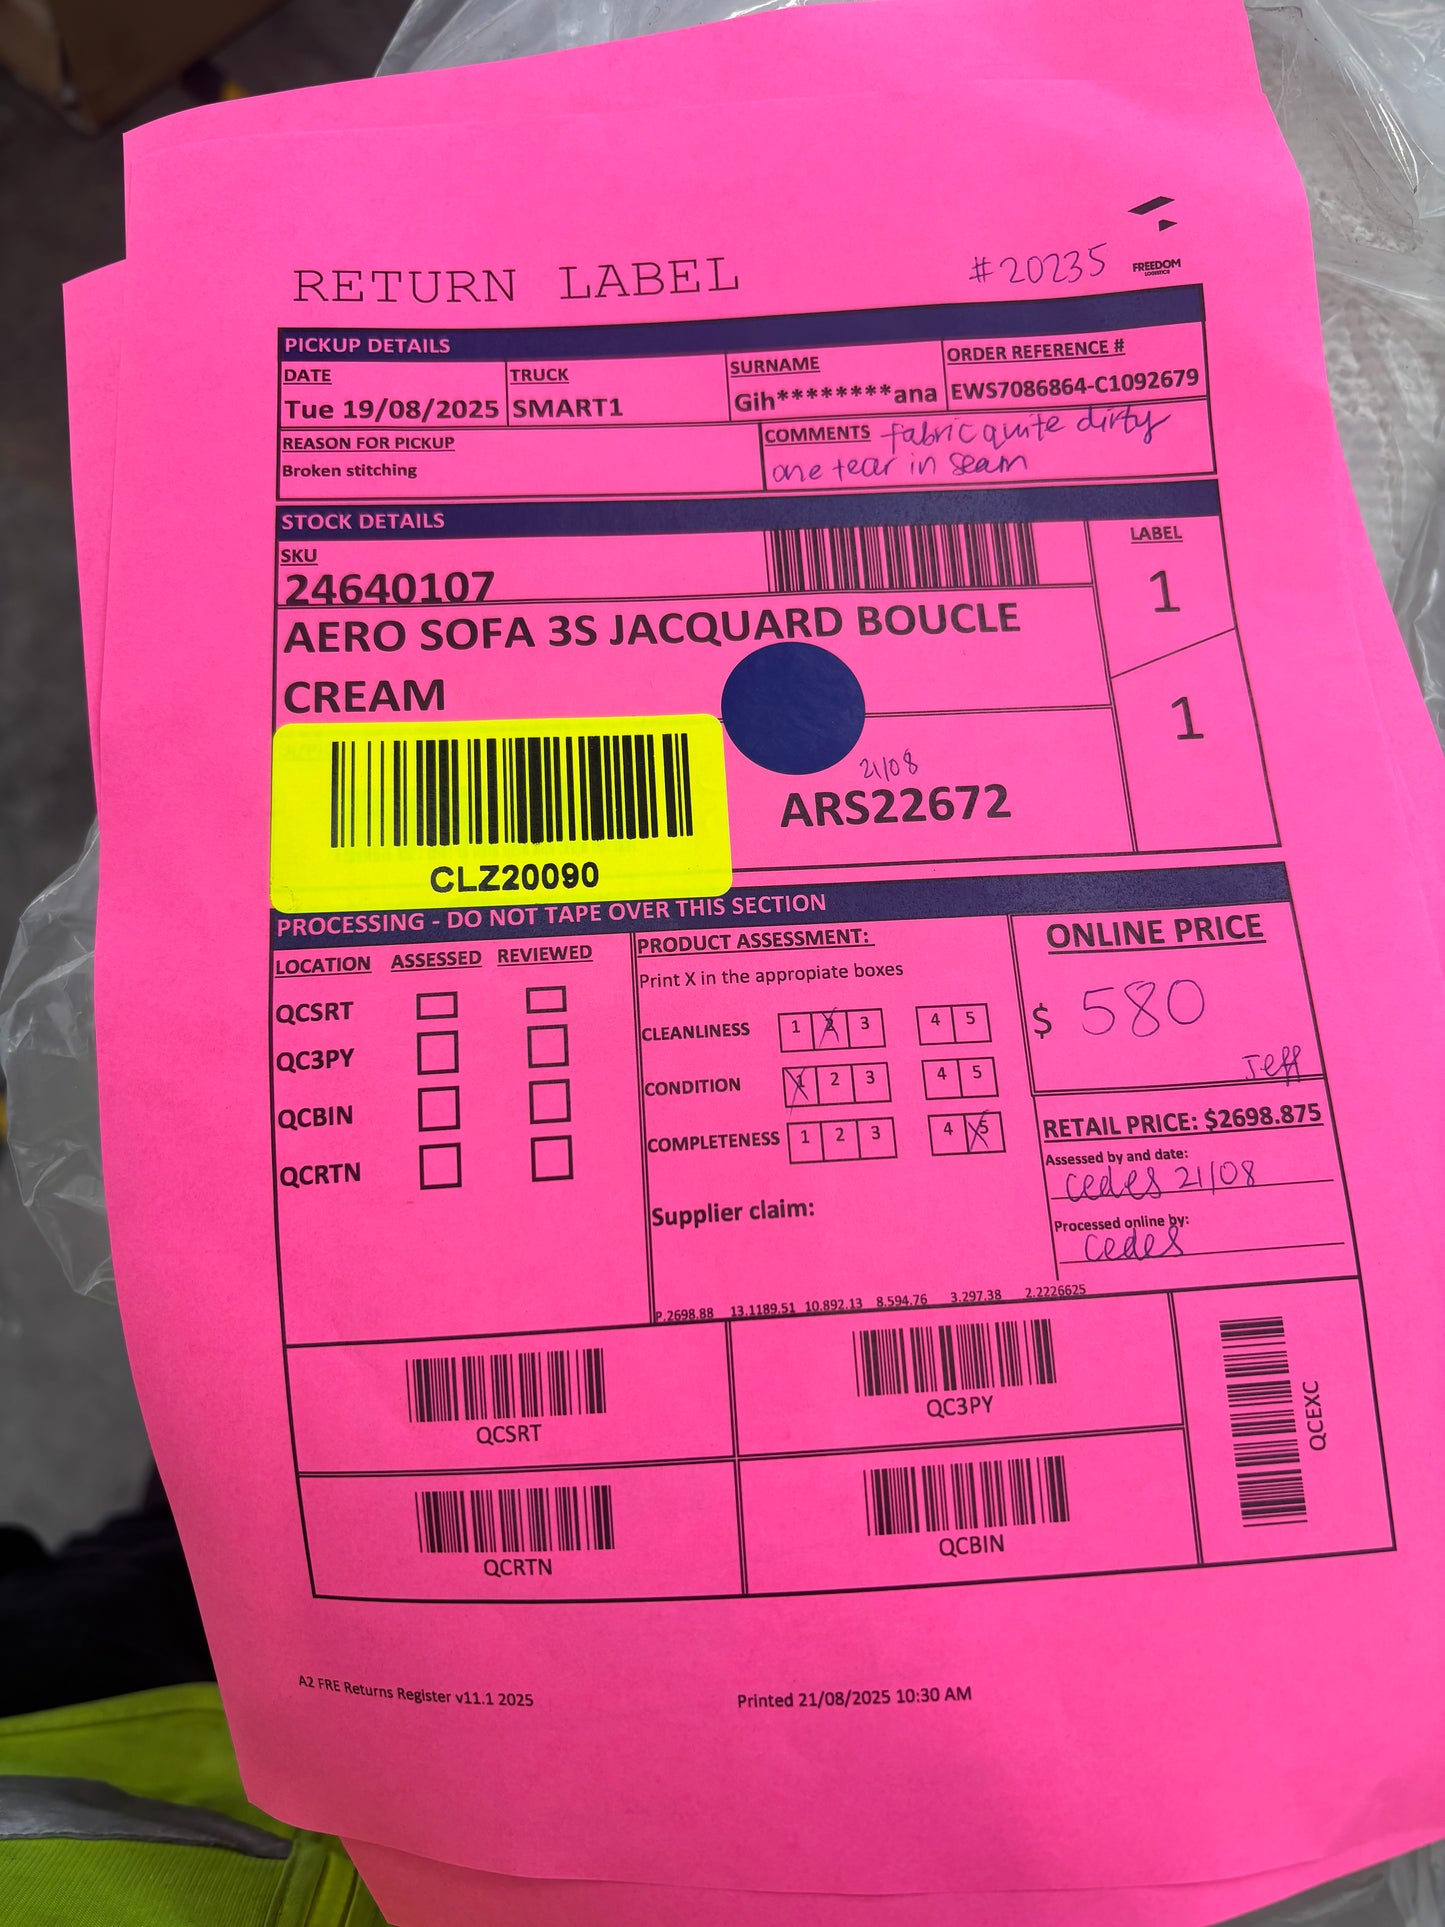 RETURN LABEL
#20235
FREEDOM
LOGISTICS
PICKUP DETAILS
DATE TRUCK SURNAME ORDER REFERENCE #
Tue 19/08/2025 SMART1 Gih********ana EWS7086864-C1092679
REASON FOR PICKUP
Broken stitching
COMMENTS fabric quite dirty
one tear in seam
STOCK DETAILS
SKU
24640107
LABEL
1
1
AERO SOFA 3S JACQUARD BOUCLE
CREAM
21/08
ARS22672
CLZ20090
PROCESSING - DO NOT TAPE OVER THIS SECTION
LOCATION ASSESSED REVIEWED
QCSRT
QC3PY
QCBIN
QCRTN
PRODUCT ASSESSMENT:
Print X in the appropiate boxes
CLEANLINESS 1 2 3 4 5
CONDITION 1 2 3 4 5
COMPLETENESS 1 2 3 4 5
Supplier claim:
ONLINE PRICE
$ 580
Jeff
RETAIL PRICE: $2698.875
Assessed by and date:
cedes 21/08
Processed online by:
cedes
P.2698.88 13.1189.51 10.892.13 8.594.76 3.297.38 2.2226625
QCSRT
QC3PY
QCRTN
QCBIN
QCEXC
A2 FRE Returns Register v11.1 2025
Printed 21/08/2025 10:30 AM